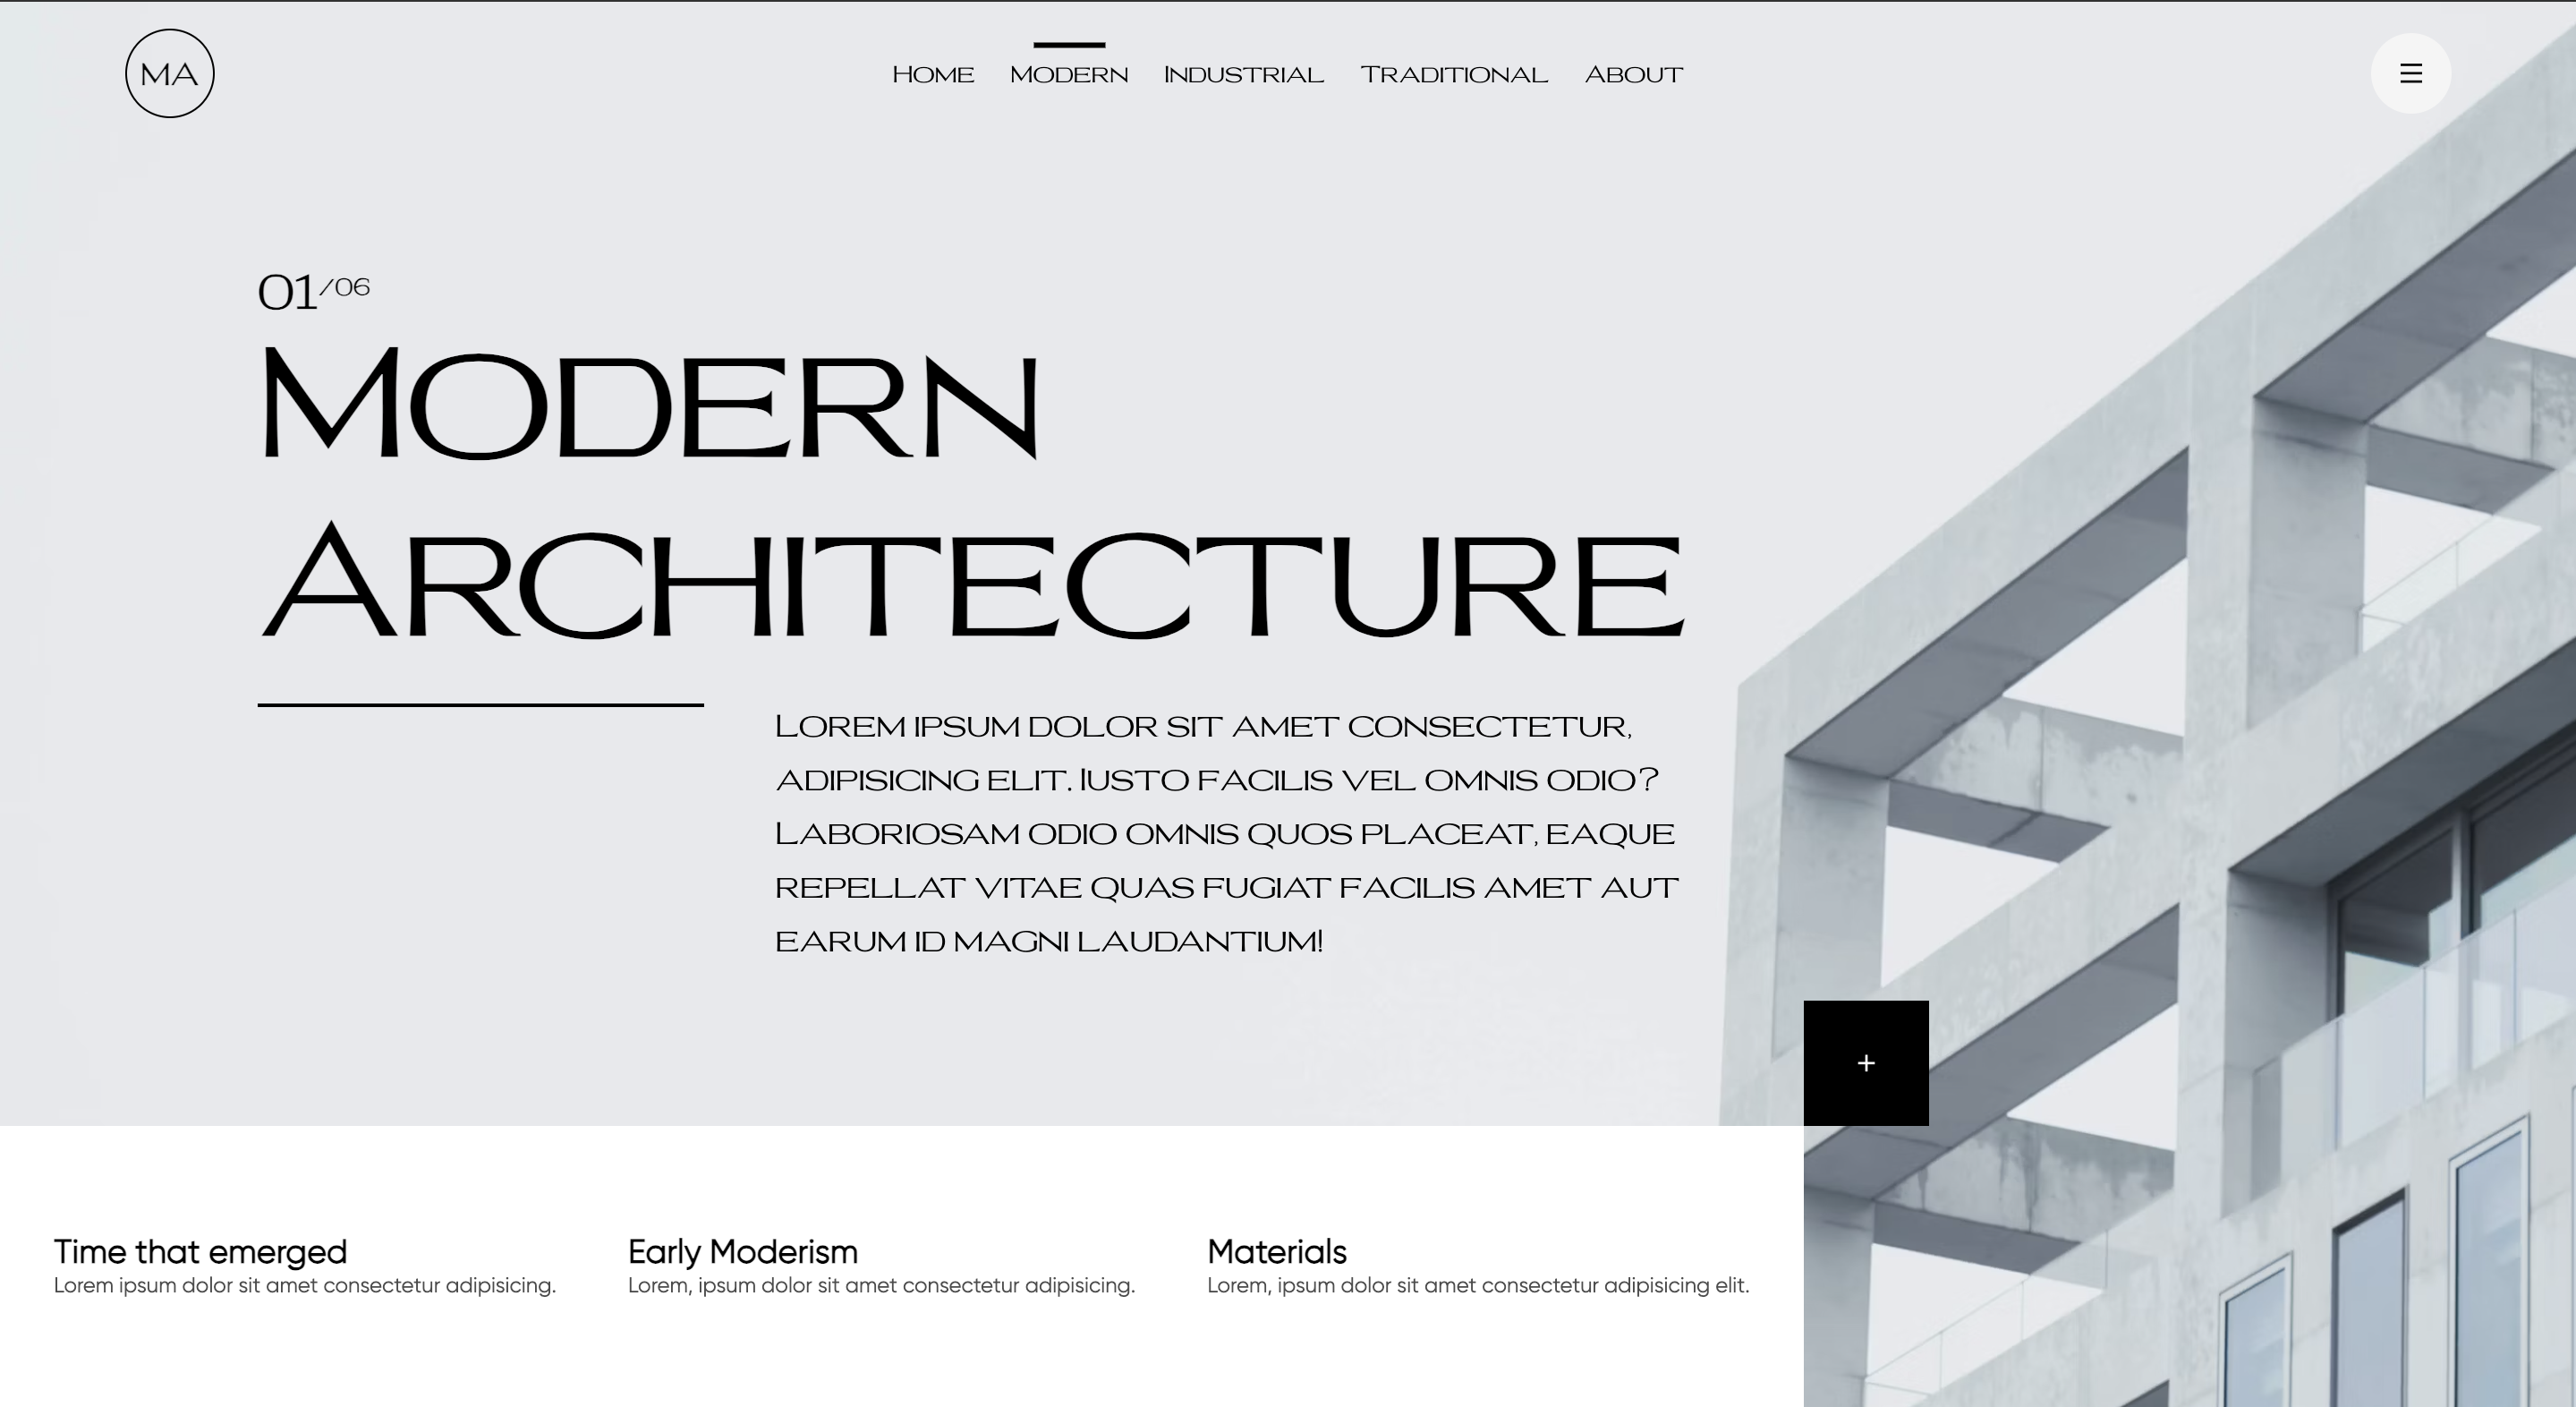 MA
Home Modern Industrial Traditional About
01/06
Modern
Architecture
Lorem ipsum dolor sit amet consectetur,
adipisicing elit. Iusto facilis vel omnis odio?
Laboriosam odio omnis quos placeat, eaque
repellat vitae quas fugiat facilis amet aut
earum id magni laudantium!
+
Time that emerged
Lorem ipsum dolor sit amet consectetur adipisicing.
Early Moderism
Lorem, ipsum dolor sit amet consectetur adipisicing.
Materials
Lorem, ipsum dolor sit amet consectetur adipisicing elit.